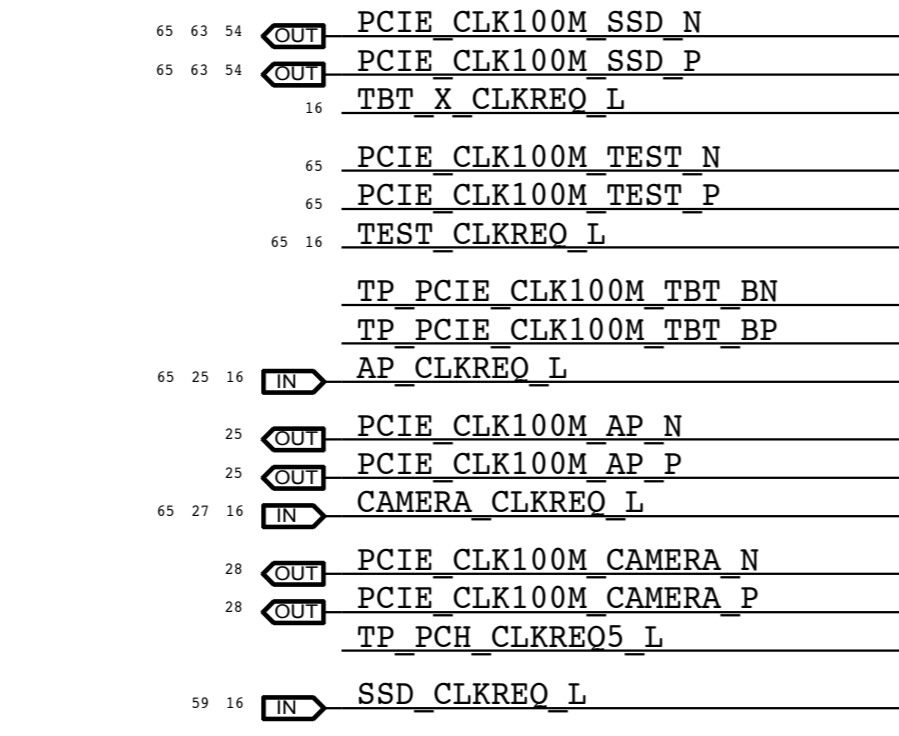 65 63 54 OUT PCIE_CLK100M_SSD_N
65 63 54 OUT PCIE_CLK100M_SSD_P
16 TBT_X_CLKREQ_L
65 PCIE_CLK100M_TEST_N
65 PCIE_CLK100M_TEST_P
65 16 TEST_CLKREQ_L
TP_PCIE_CLK100M_TBT_BN
TP_PCIE_CLK100M_TBT_BP
65 25 16 IN AP_CLKREQ_L
25 OUT PCIE_CLK100M_AP_N
25 OUT PCIE_CLK100M_AP_P
65 27 16 IN CAMERA_CLKREQ_L
28 OUT PCIE_CLK100M_CAMERA_N
28 OUT PCIE_CLK100M_CAMERA_P
TP_PCH_CLKREQ5_L
59 16 IN SSD_CLKREQ_L